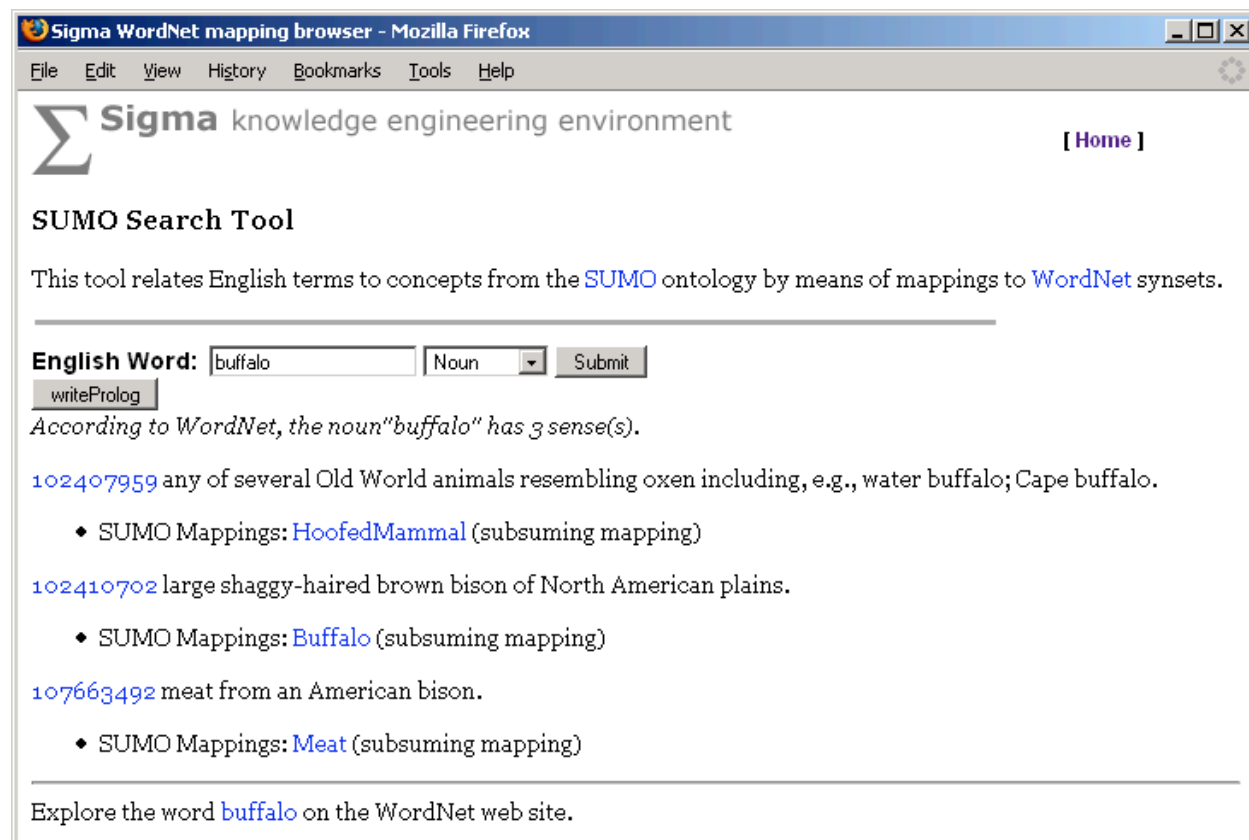 Sigma WordNet mapping browser - Mozilla Firefox
File Edit View History Bookmarks Tools Help
Σ Sigma knowledge engineering environment
[ Home ]
SUMO Search Tool
This tool relates English terms to concepts from the SUMO ontology by means of mappings to WordNet synsets.
English Word: buffalo Noun Submit
writeProlog
According to WordNet, the noun"buffalo" has 3 sense(s).
102407959 any of several Old World animals resembling oxen including, e.g., water buffalo; Cape buffalo.
• SUMO Mappings: HoofedMammal (subsuming mapping)
102410702 large shaggy-haired brown bison of North American plains.
• SUMO Mappings: Buffalo (subsuming mapping)
107663492 meat from an American bison.
• SUMO Mappings: Meat (subsuming mapping)
Explore the word buffalo on the WordNet web site.